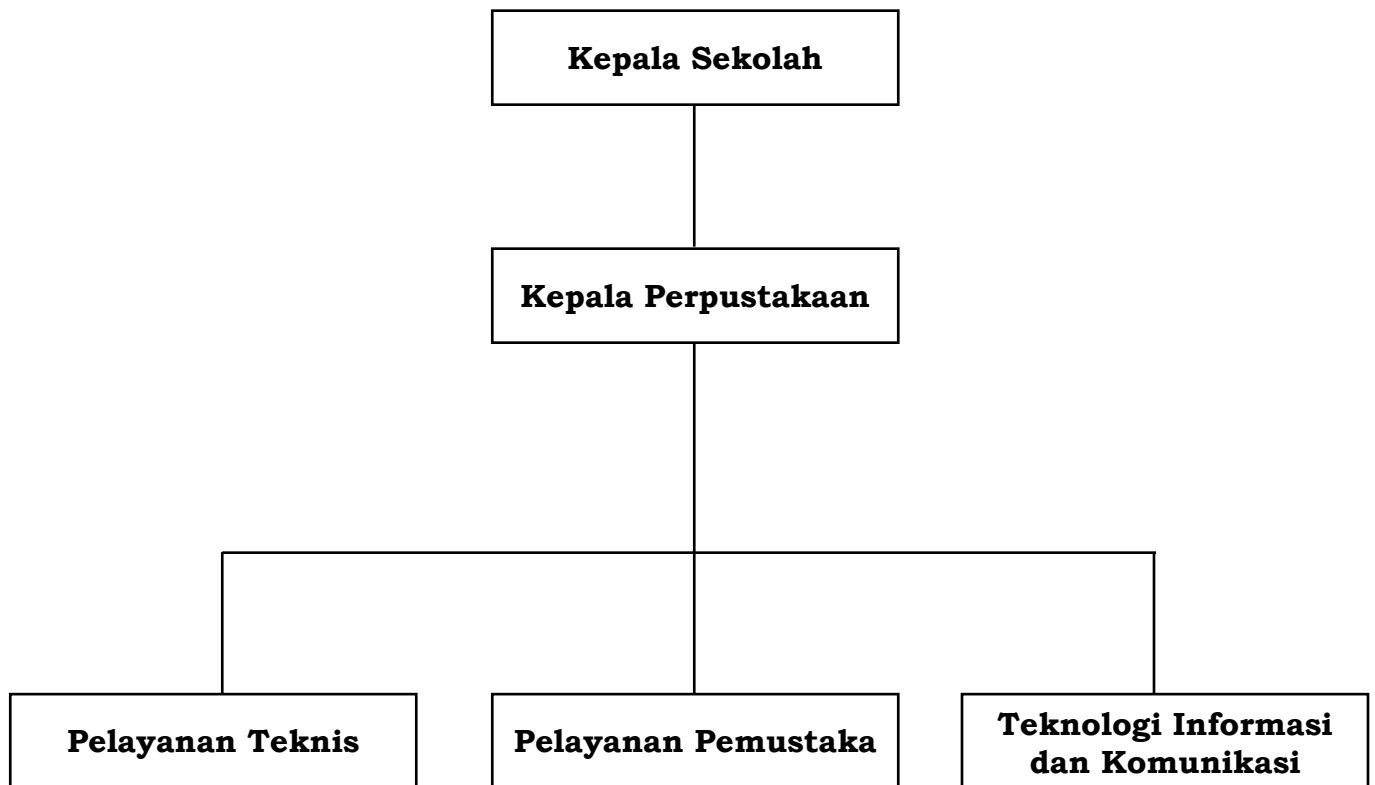 Kepala Sekolah
Kepala Perpustakaan
Pelayanan Teknis
Pelayanan Pemustaka
Teknologi Informasi
dan Komunikasi